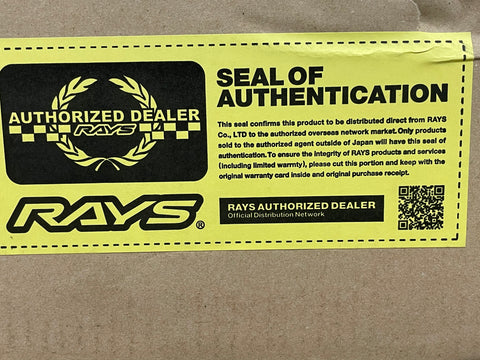 AUTHORIZED DEALER
RAYS
RAYS®
SEAL OF
AUTHENTICATION
This seal confirms this product to be distributed direct from RAYS
Co., LTD to the authorized overseas network market. Only products
sold to the authorized agent outside of Japan will have this seal of
authentication. To ensure the integrity of RAYS products and services
(including limited warmty), please cut this portion and keep with the
original warranty card inside and original purchase receipt.
RAYS AUTHORIZED DEALER
Official Distribution Network